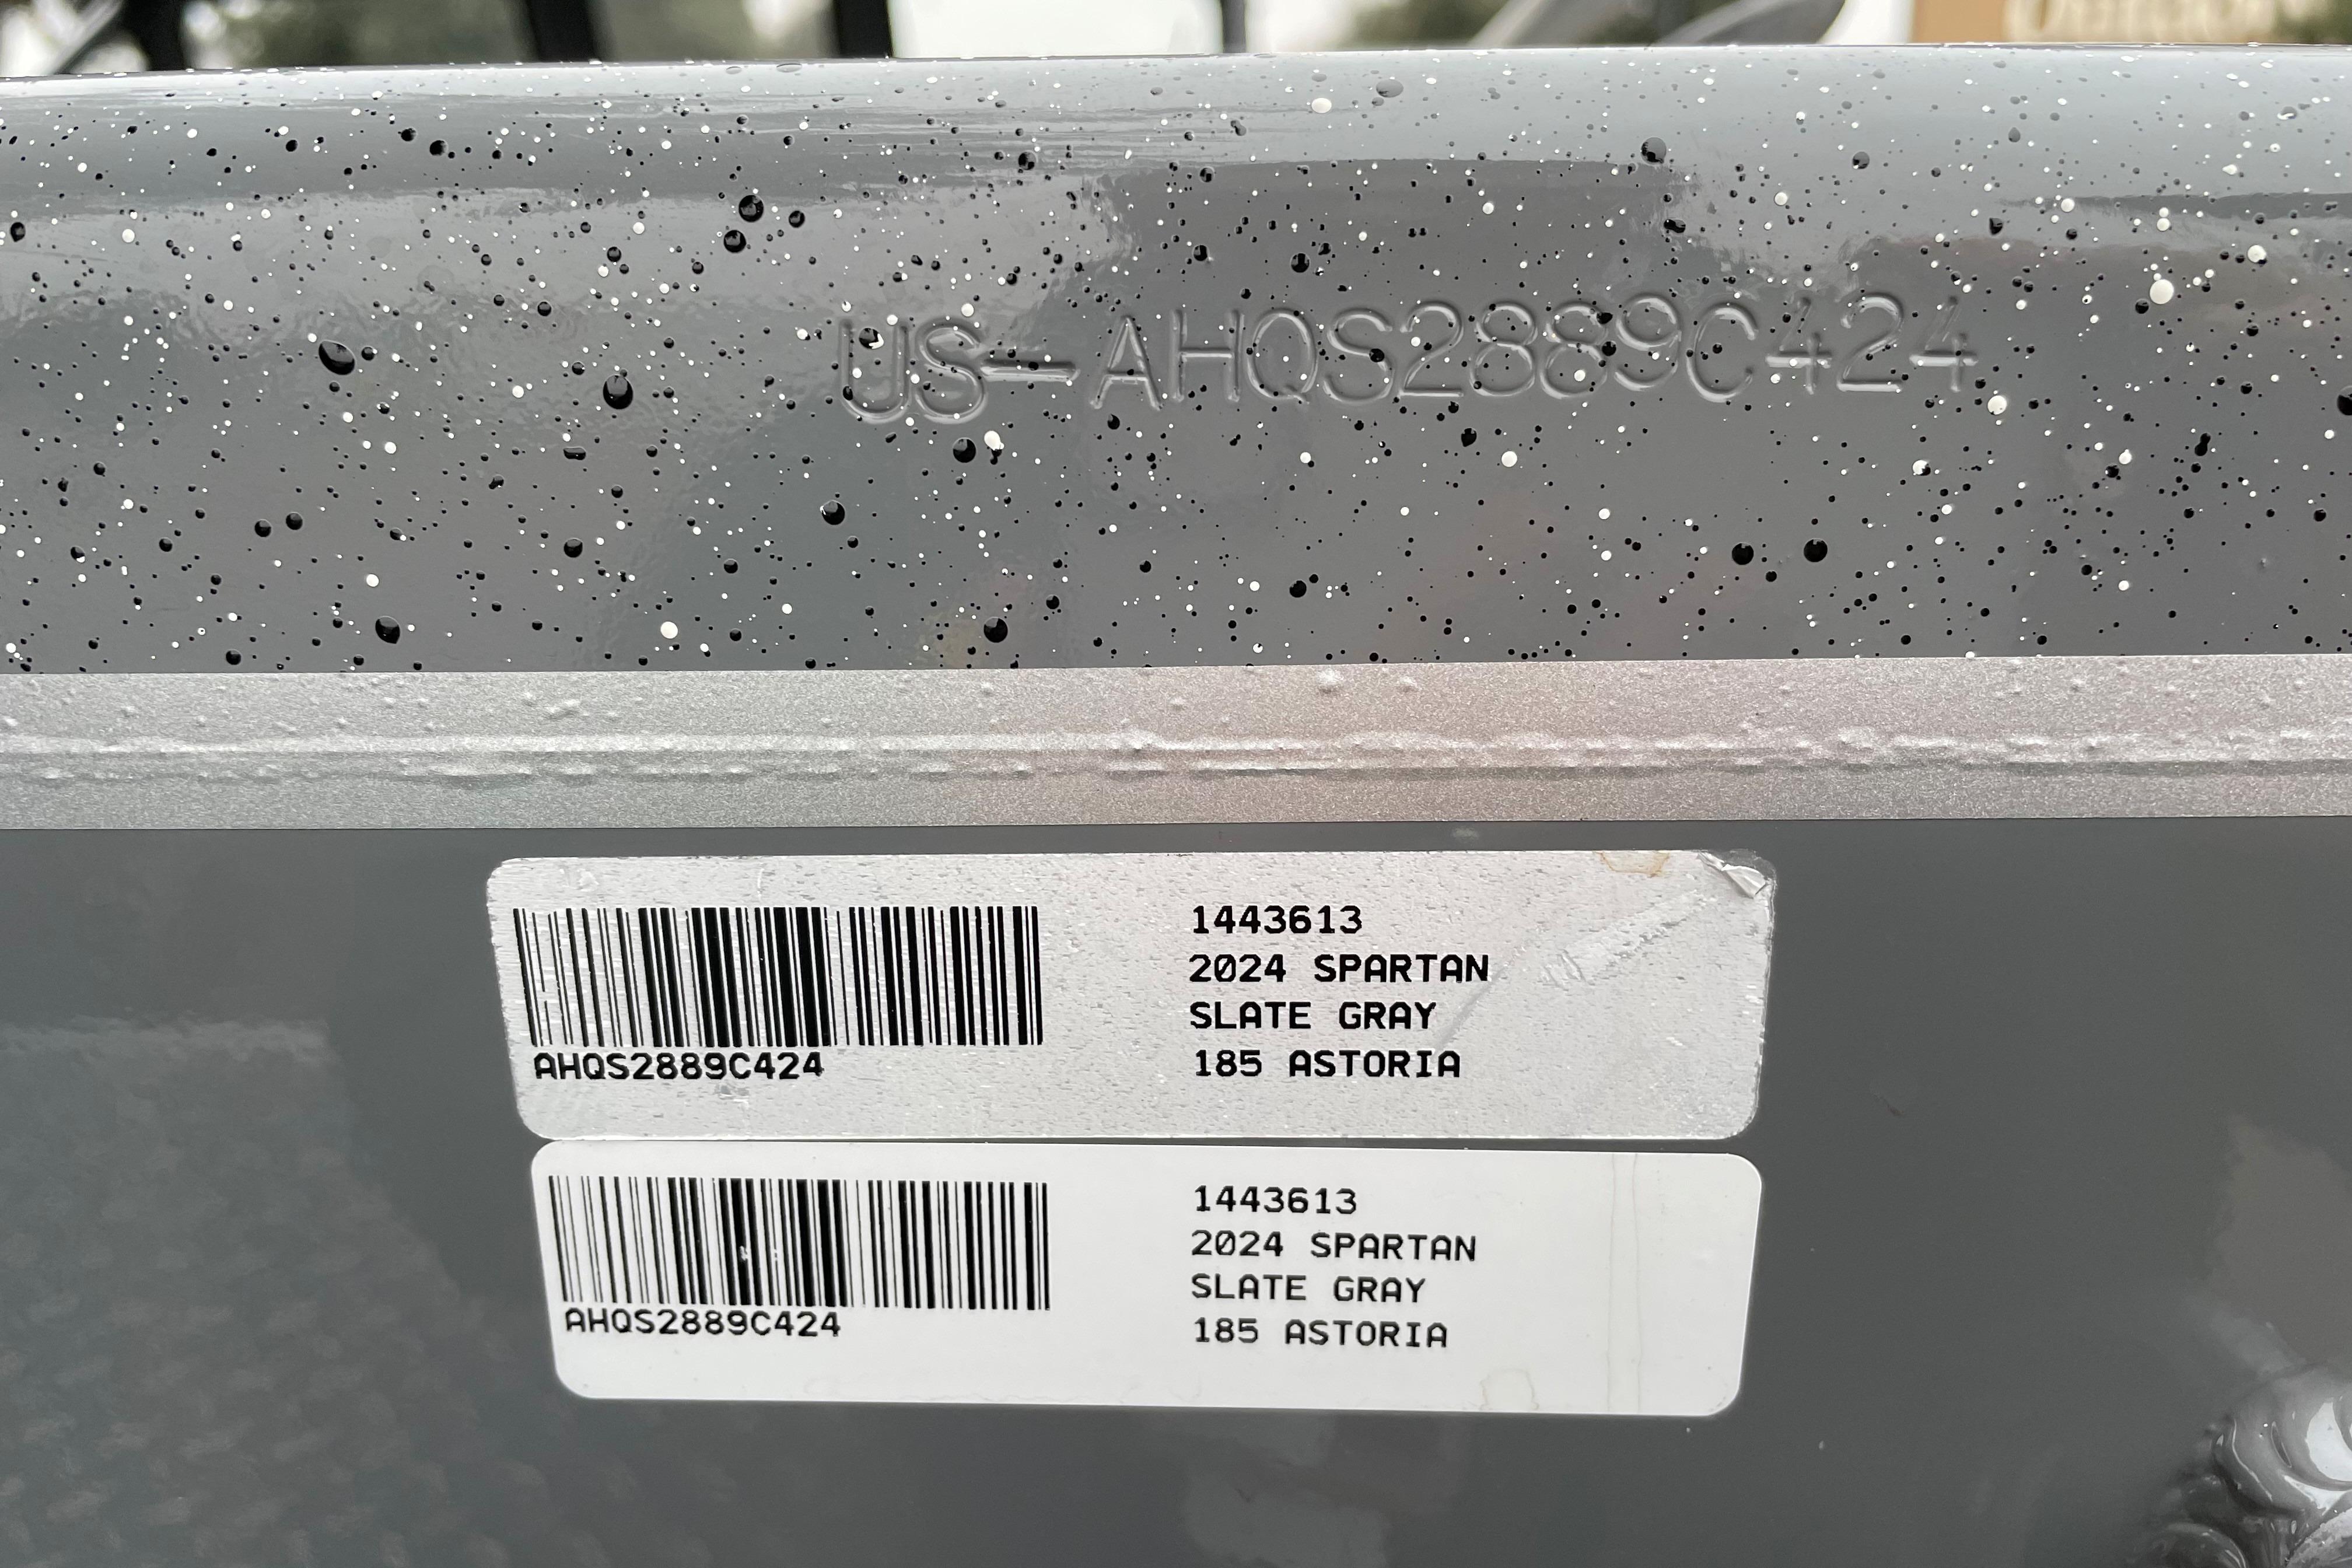 US-AHQS2889C424
1443613
2024 SPARTAN
SLATE GRAY
185 ASTORIA
AHQS2889C424
1443613
2024 SPARTAN
SLATE GRAY
185 ASTORIA
AHQS2889C424